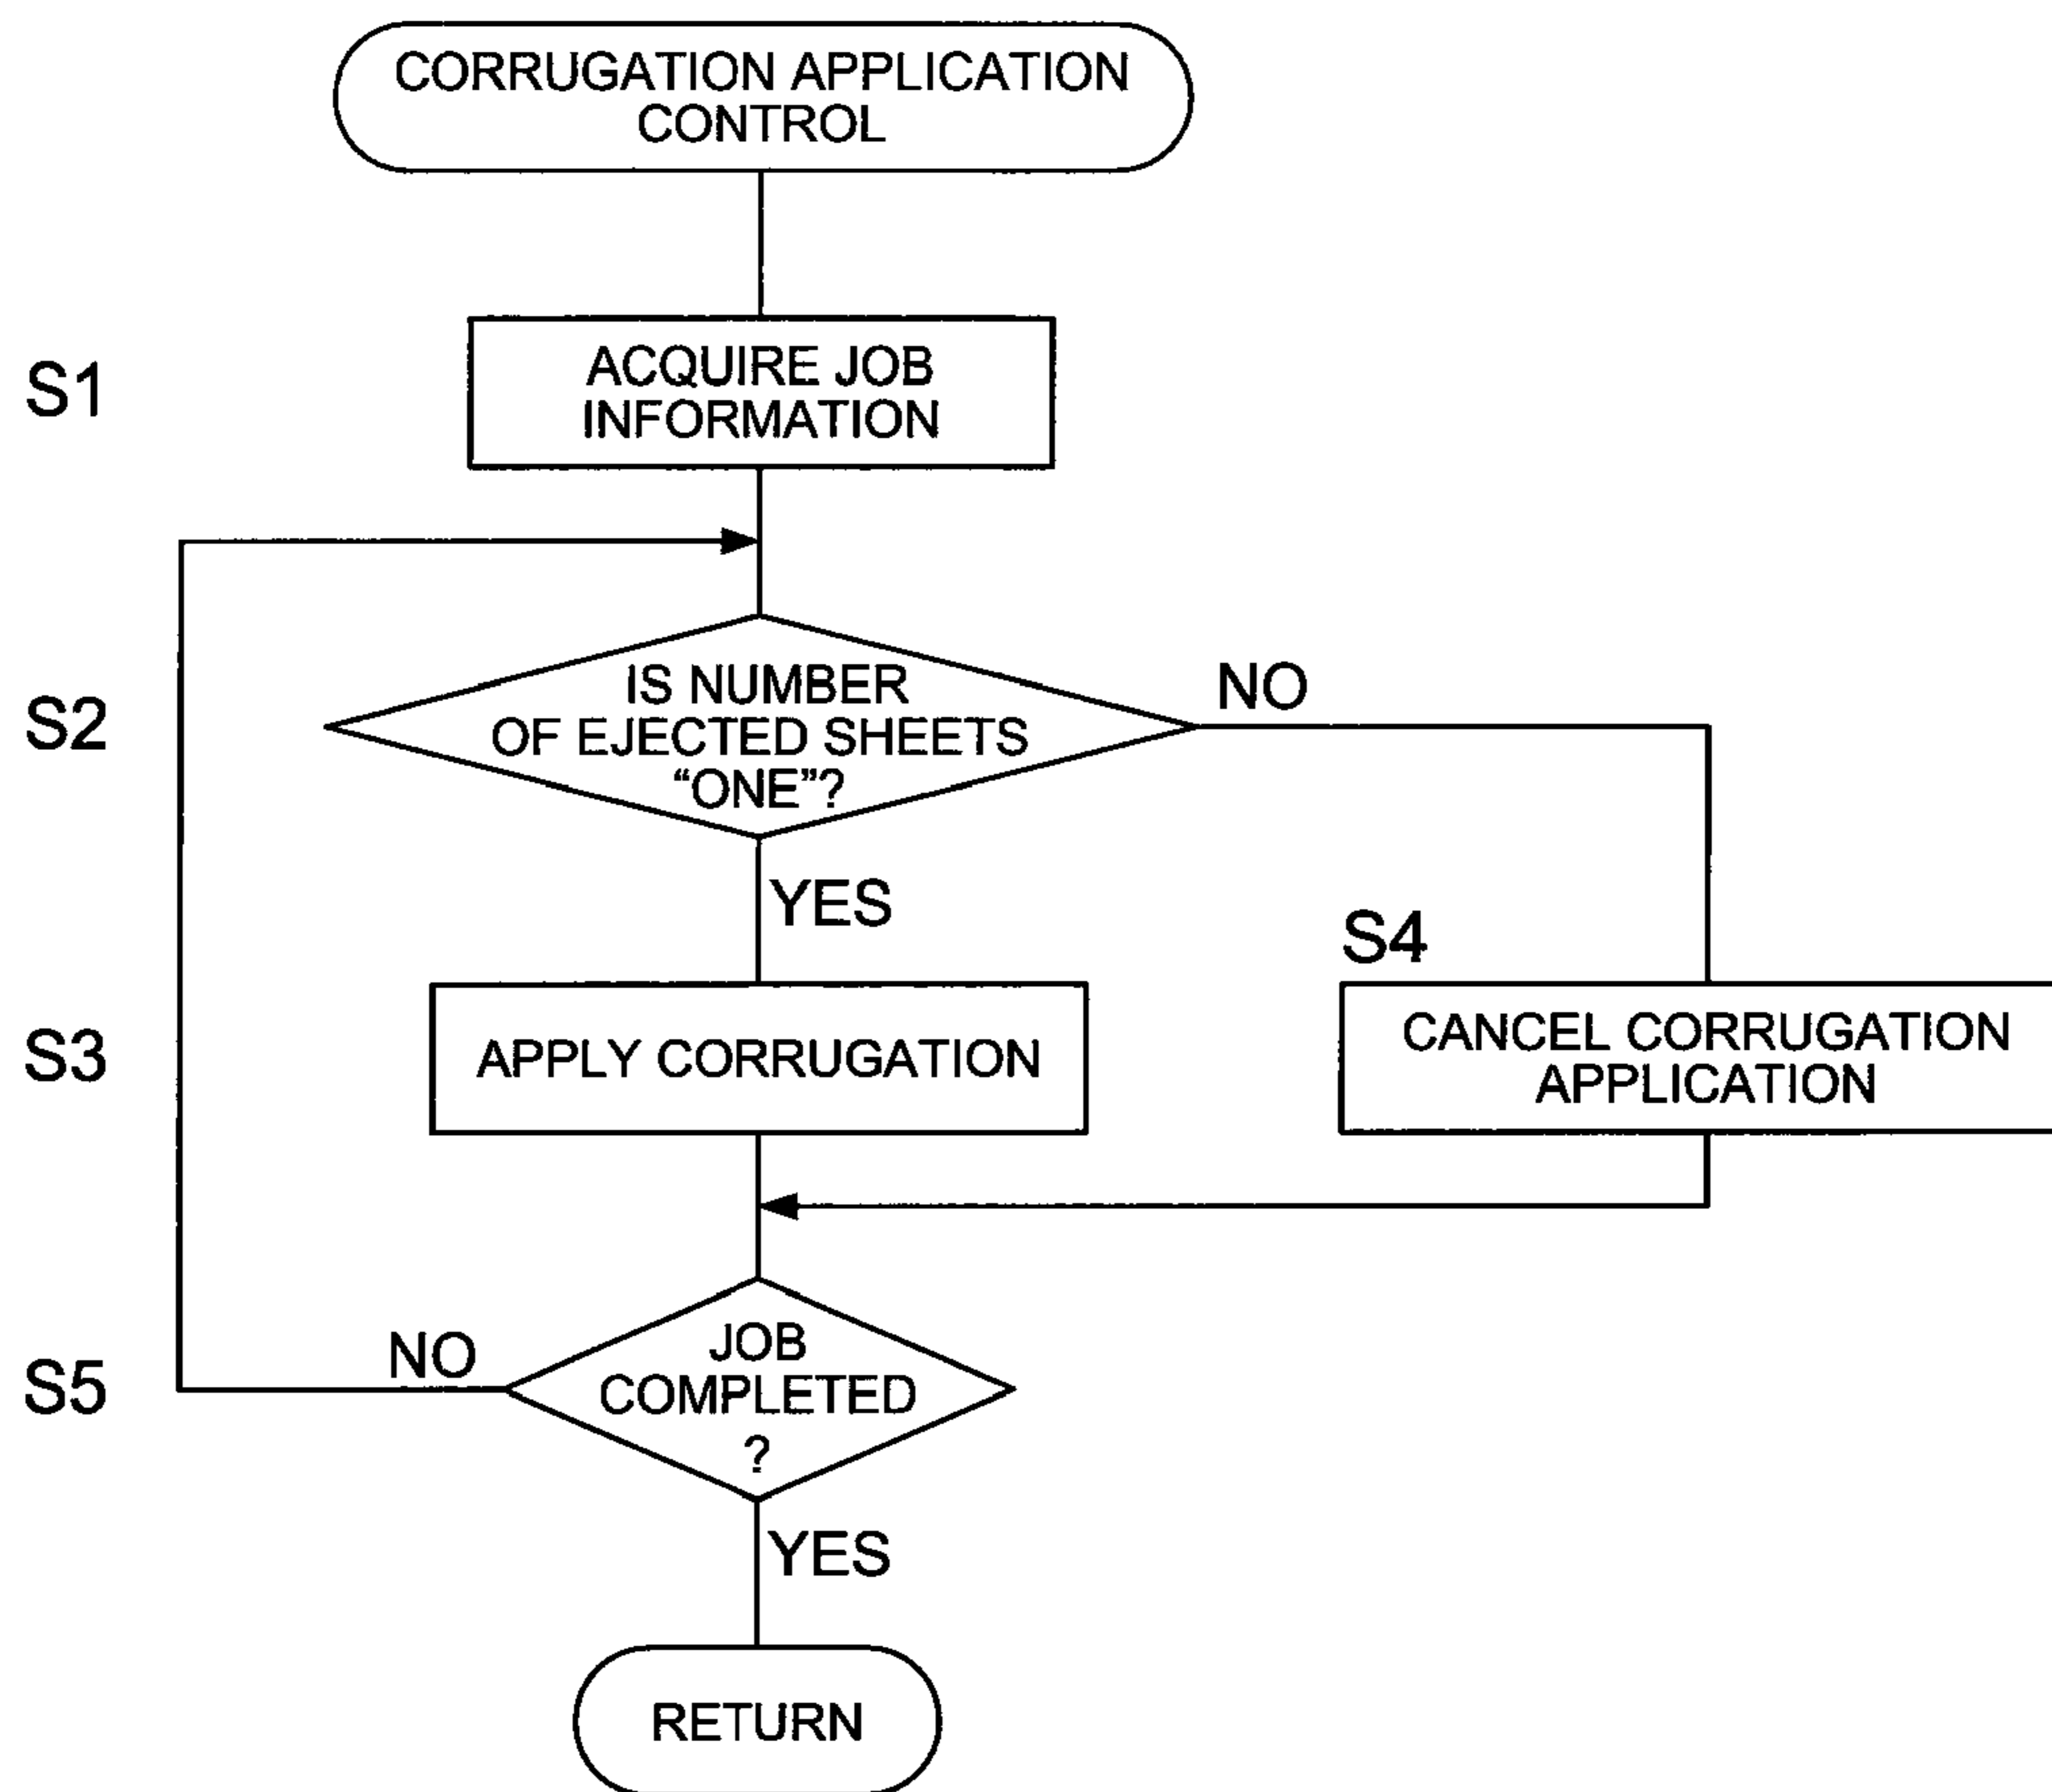 CORRUGATION APPLICATION
CONTROL
S1
ACQUIRE JOB
INFORMATION
S2
IS NUMBER
OF EJECTED SHEETS
“ONE”?
NO
YES
S4
S3
APPLY CORRUGATION
CANCEL CORRUGATION
APPLICATION
S5
NO
JOB
COMPLETED
?
YES
RETURN